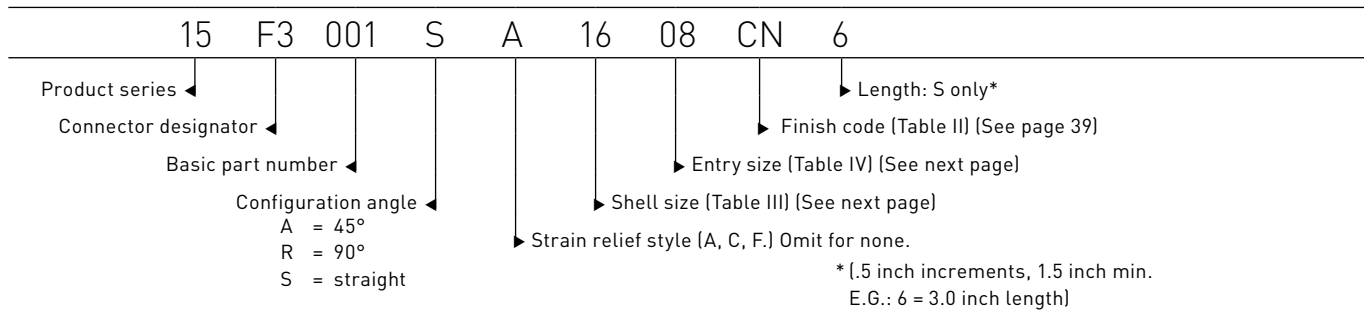 15 F3 001 S A 16 08 CN 6
Product series
Length: S only*
Connector designator
Finish code (Table II) (See page 39)
Basic part number
Entry size (Table IV) (See next page)
Configuration angle
Shell size (Table III) (See next page)
A = 45°
R = 90°
S = straight
Strain relief style (A, C, F.) Omit for none.
* (.5 inch increments, 1.5 inch min.
E.G.: 6 = 3.0 inch length)